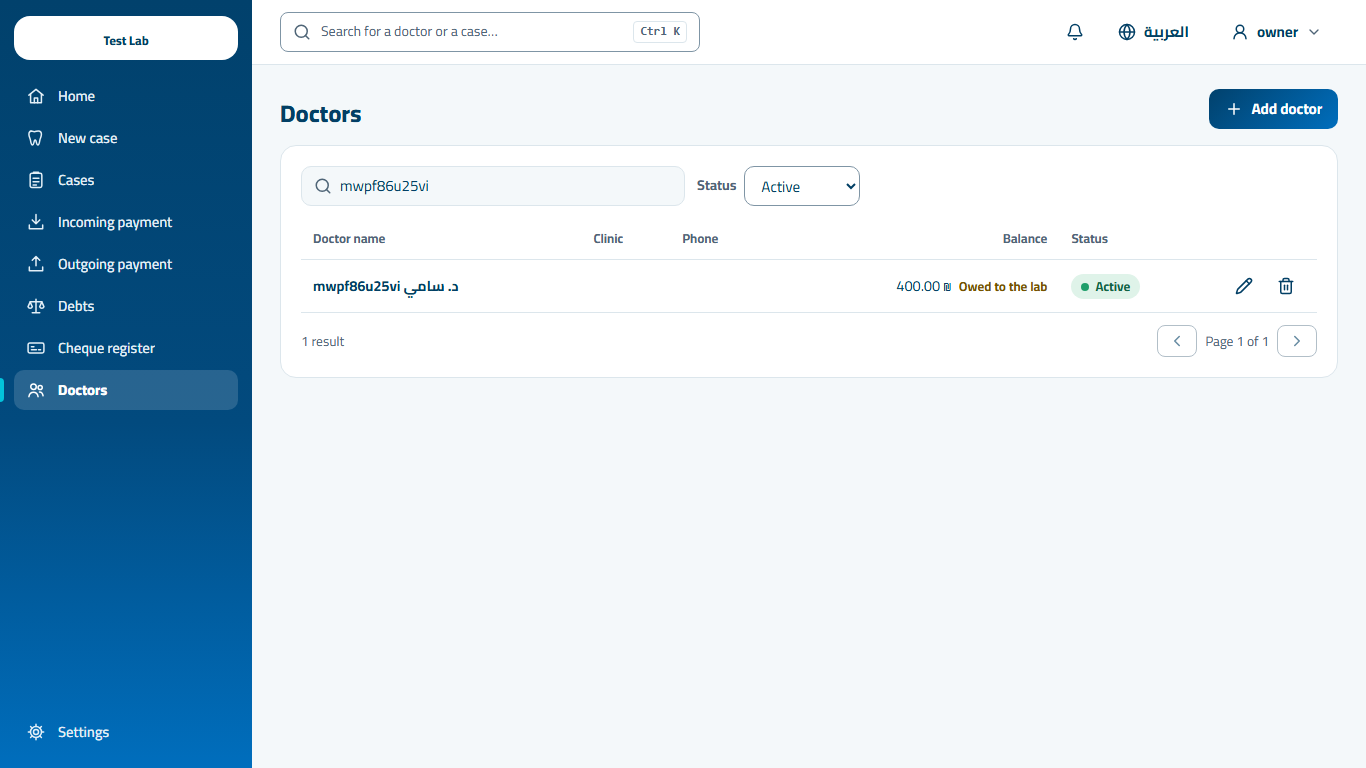 Test Lab
Home
New case
Cases
Incoming payment
Outgoing payment
Debts
Cheque register
Doctors
Settings
Search for a doctor or a case... Ctrl K
العربية
owner
Doctors
+ Add doctor
mwpf86u25vi Status Active
Doctor name Clinic Phone Balance Status
د. سامي mwpf86u25vi 400.00 ₪ Owed to the lab Active
1 result Page 1 of 1